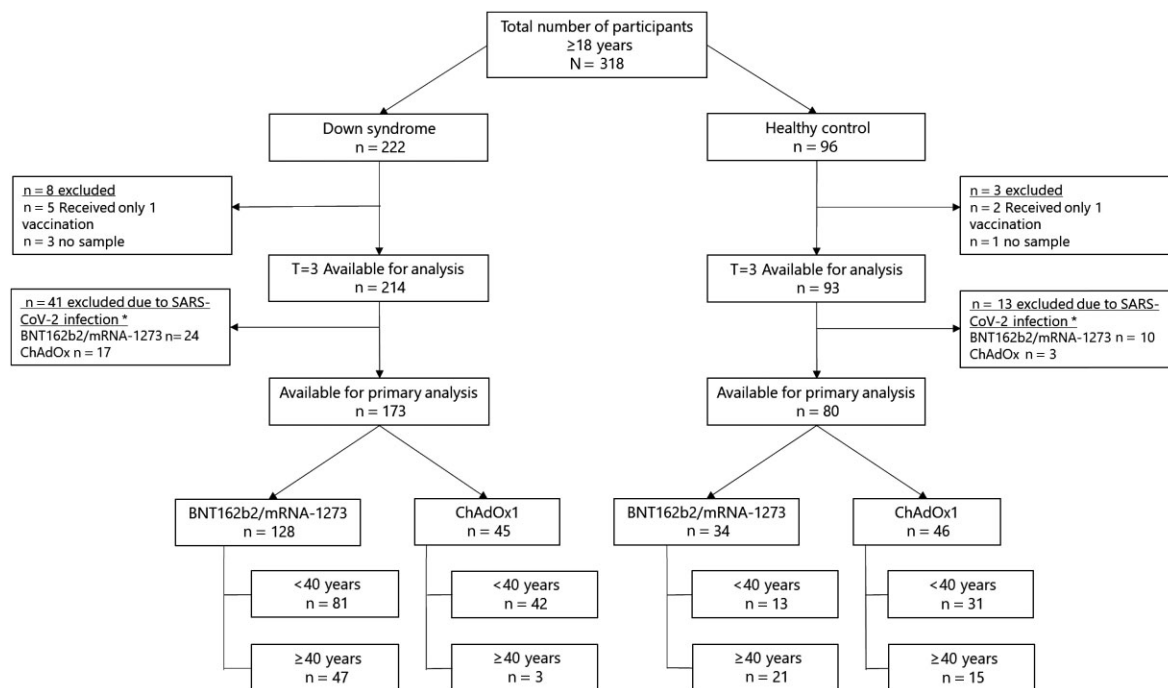 Total number of participants
≥18 years
N = 318
Down syndrome
n = 222
Healthy control
n = 96
n = 8 excluded
n = 5 Received only 1
vaccination
n = 3 no sample
n = 3 excluded
n = 2 Received only 1
vaccination
n = 1 no sample
T=3 Available for analysis
n = 214
T=3 Available for analysis
n = 93
n = 41 excluded due to SARS-
CoV-2 infection *
BNT162b2/mRNA-1273 n= 24
ChAdOx n = 17
n = 13 excluded due to SARS-
CoV-2 infection *
BNT162b2/mRNA-1273 n = 10
ChAdOx n = 3
Available for primary analysis
n = 173
Available for primary analysis
n = 80
BNT162b2/mRNA-1273
n = 128
ChAdOx1
n = 45
BNT162b2/mRNA-1273
n = 34
ChAdOx1
n = 46
<40 years
n = 81
<40 years
n = 42
<40 years
n = 13
<40 years
n = 31
≥40 years
n = 47
≥40 years
n = 3
≥40 years
n = 21
≥40 years
n = 15